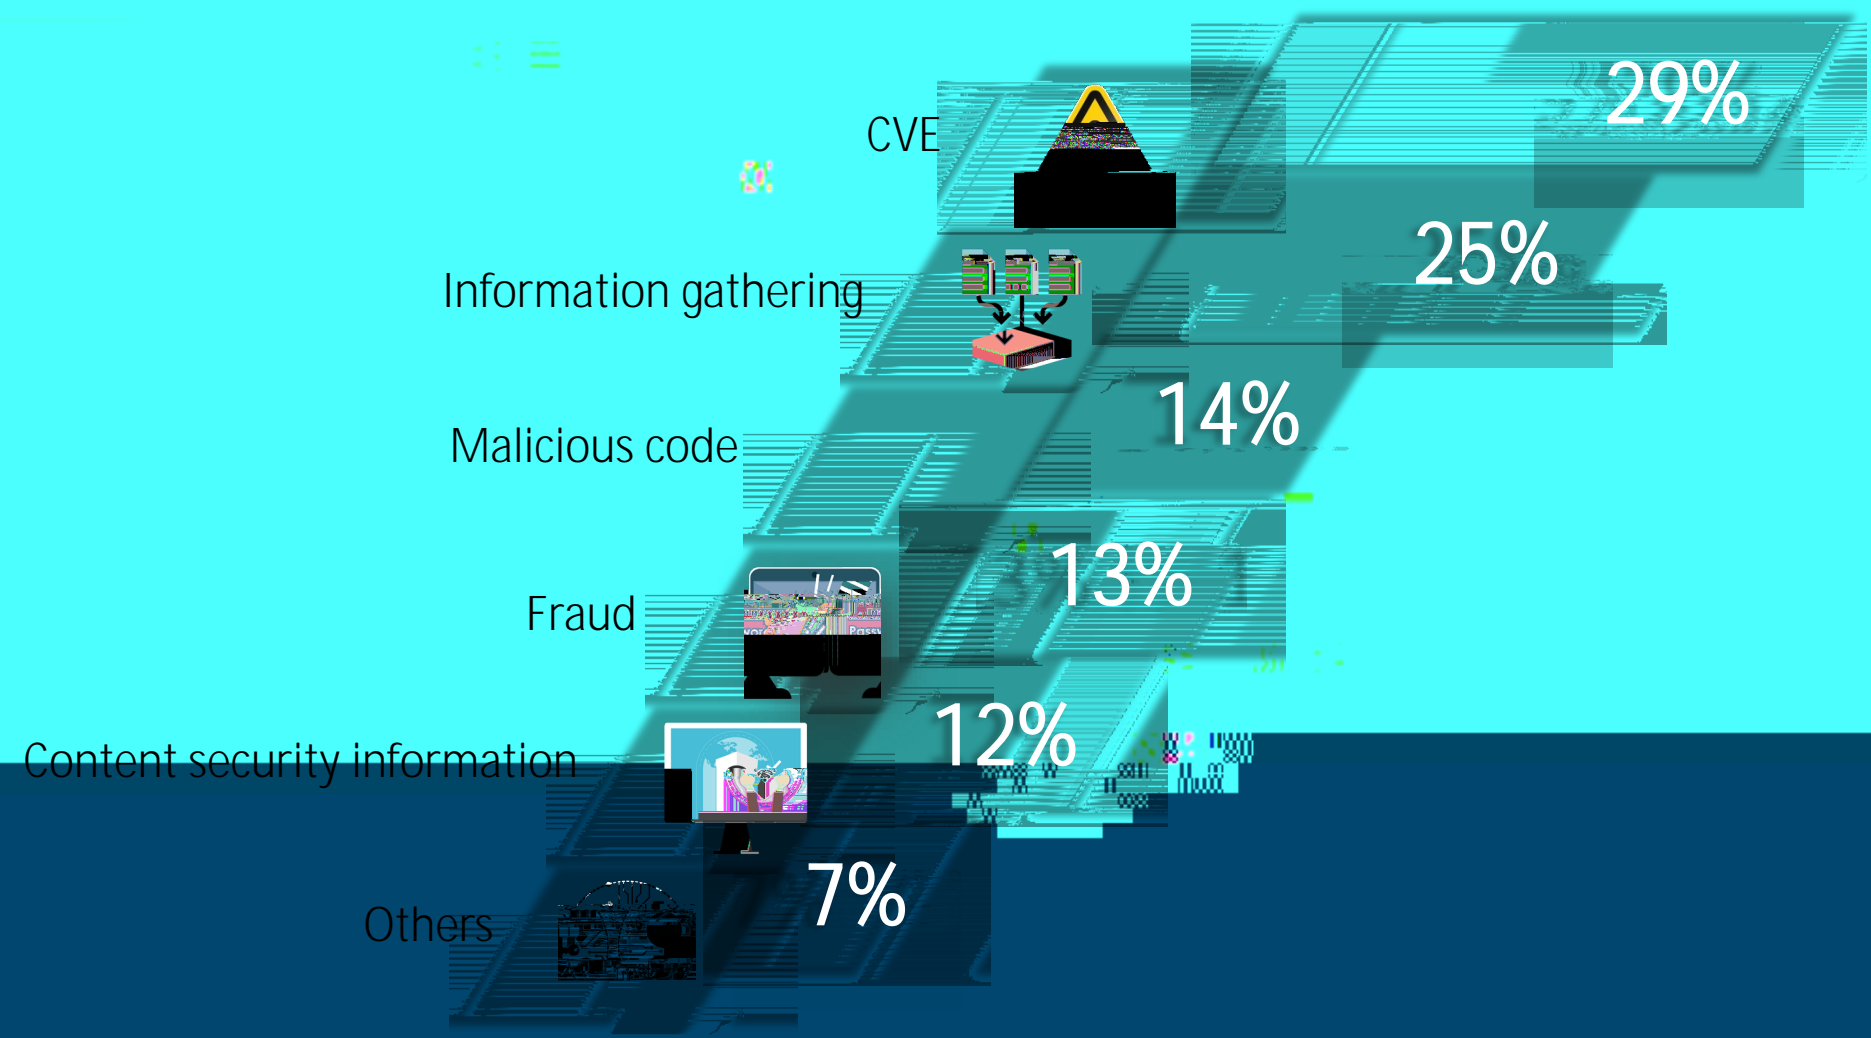 CVE 29%
Information gathering 25%
Malicious code 14%
Fraud 13%
Content security information 12%
Others 7%